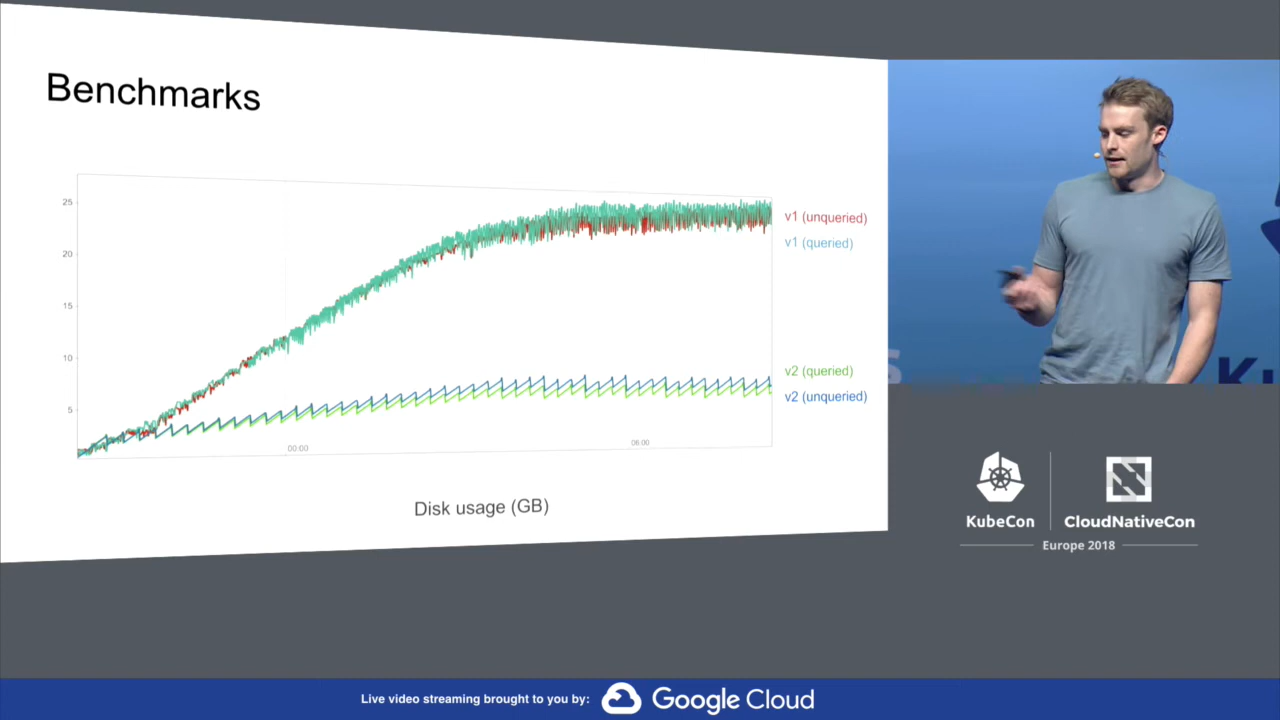 Benchmarks
25
20
15
10
5
00:00
06:00
v1 (unqueried)
v1 (queried)
v2 (queried)
v2 (unqueried)
Disk usage (GB)
KubeCon
CloudNativeCon
Europe 2018
Live video streaming brought to you by:
Google Cloud